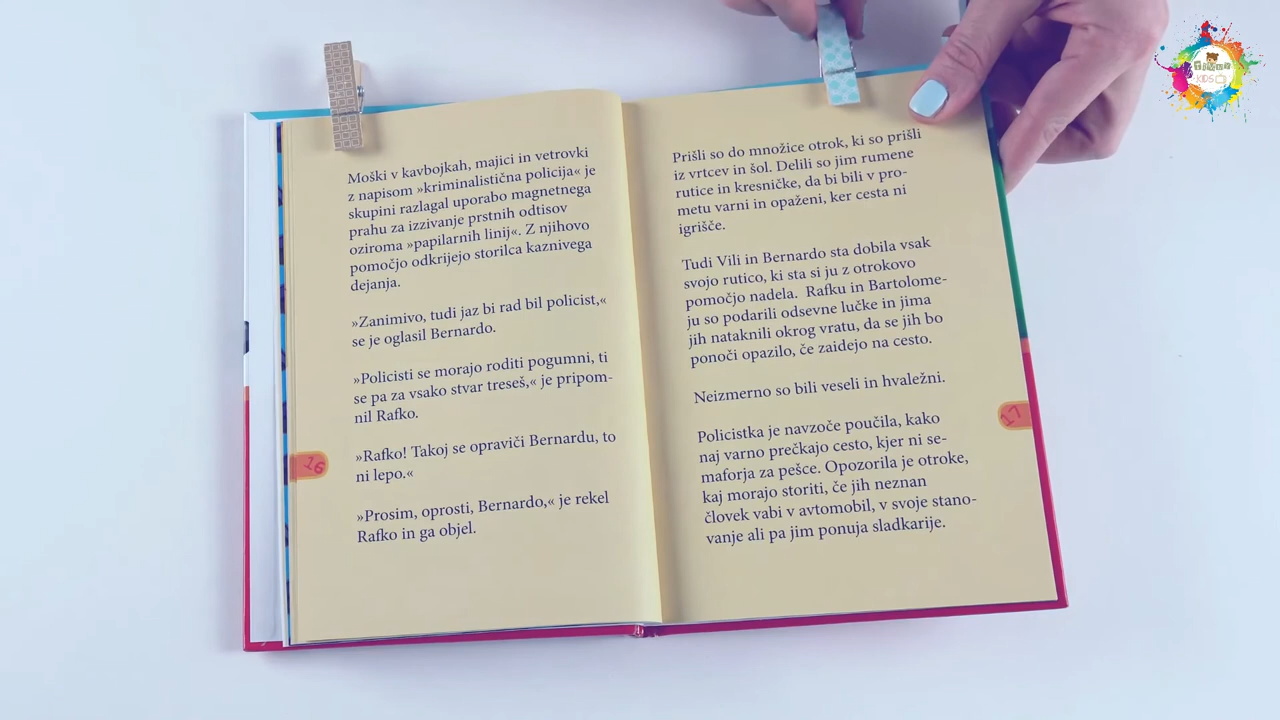 Moški v kavbojkah, majici in vetrovki
z napisom »kriminalistična policija« je
skupini razlagal uporabo magnetnega
prahu za izzivanje prstnih odtisov
oziroma »papilarnih linij«. Z njihovo
pomočjo odkrijejo storilca kaznivega
dejanja.
»Zanimivo, tudi jaz bi rad bil policist,«
se je oglasil Bernardo.
»Policisti se morajo roditi pogumni, ti
se pa za vsako stvar treseš,« je pripom-
nil Rafko.
»Rafko! Takoj se opraviči Bernardu, to
ni lepo.«
»Prosim, oprosti, Bernardo,« je rekel
Rafko in ga objel.
16
Prišli so do množice otrok, ki so prišli
iz vrtcev in šol. Delili so jim rumene
rutice in kresničke, da bi bili v pro-
metu varni in opaženi, ker cesta ni
igrišče.
Tudi Vili in Bernardo sta dobila vsak
svojo rutico, ki sta si ju z otrokovo
pomočjo nadela. Rafku in Bartolome-
ju so podarili odsevne lučke in jima
jih nataknili okrog vratu, da se jih bo
ponoči opazilo, če zaidejo na cesto.
Neizmerno so bili veseli in hvaležni.
Policistka je navzoče poučila, kako
naj varno prečkajo cesto, kjer ni se-
maforja za pešce. Opozorila je otroke,
kaj morajo storiti, če jih neznan
človek vabi v avtomobil, v svoje stano-
vanje ali pa jim ponuja sladkarije.
17
KIDS